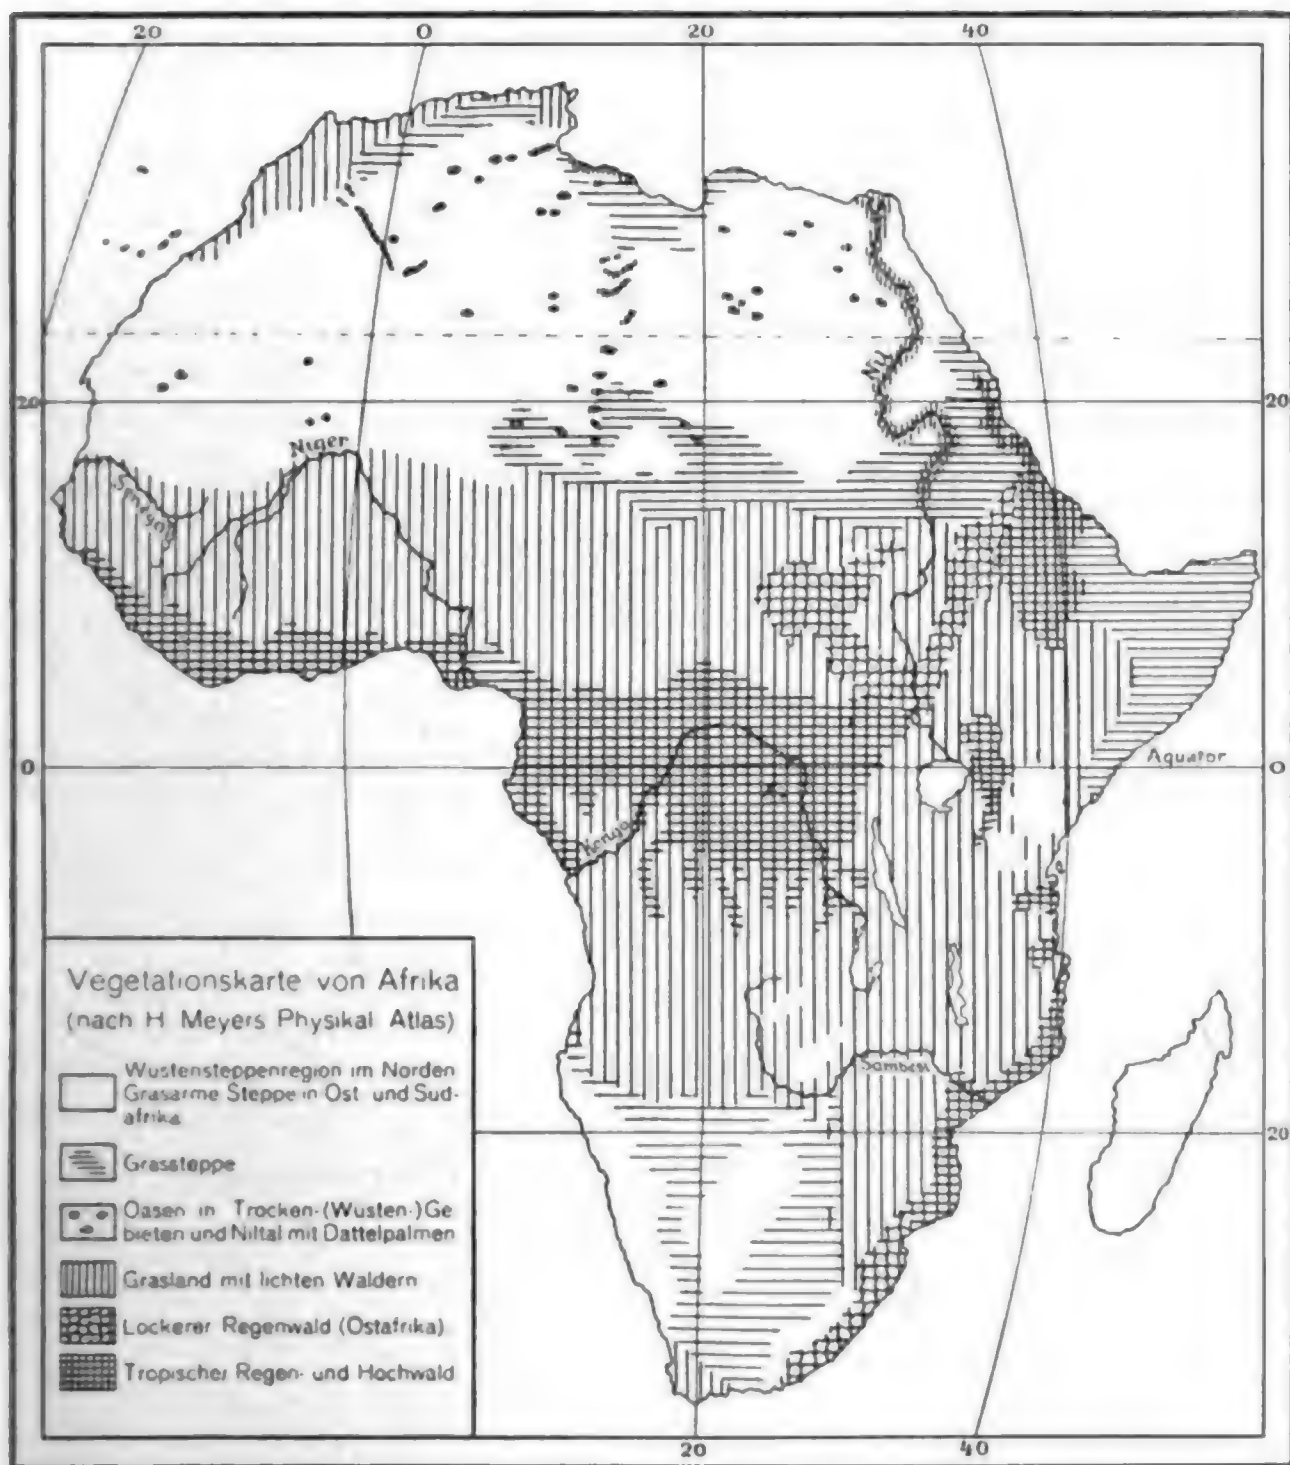 20 0 20 40
Niger
Senegal
Nil
20 20
0 Äquator 0
Kongo
Sambesi
20
Vegetationskarte von Afrika
(nach H Meyers Physikal Atlas)
Wüstensteppenregion im Norden
Grasarme Steppe in Ost und Süd-
afrika
Grassteppe
Oasen in Trocken-(Wüsten-)Ge
bieten und Niltal mit Dattelpalmen
Grasland mit lichten Wäldern
Lockerer Regenwald (Ostafrika)
Tropischer Regen- und Hochwald
20 40